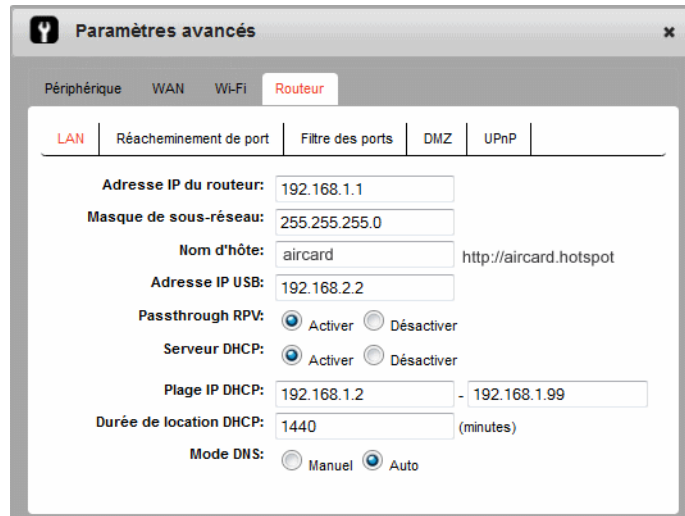 Paramètres avancés
Périphérique WAN Wi-Fi Routeur
LAN Réacheminement de port Filtre des ports DMZ UPnP
Adresse IP du routeur: 192.168.1.1
Masque de sous-réseau: 255.255.255.0
Nom d'hôte: aircard http://aircard.hotspot
Adresse IP USB: 192.168.2.2
Passthrough RPV: Activer Désactiver
Serveur DHCP: Activer Désactiver
Plage IP DHCP: 192.168.1.2 - 192.168.1.99
Durée de location DHCP: 1440 (minutes)
Mode DNS: Manuel Auto